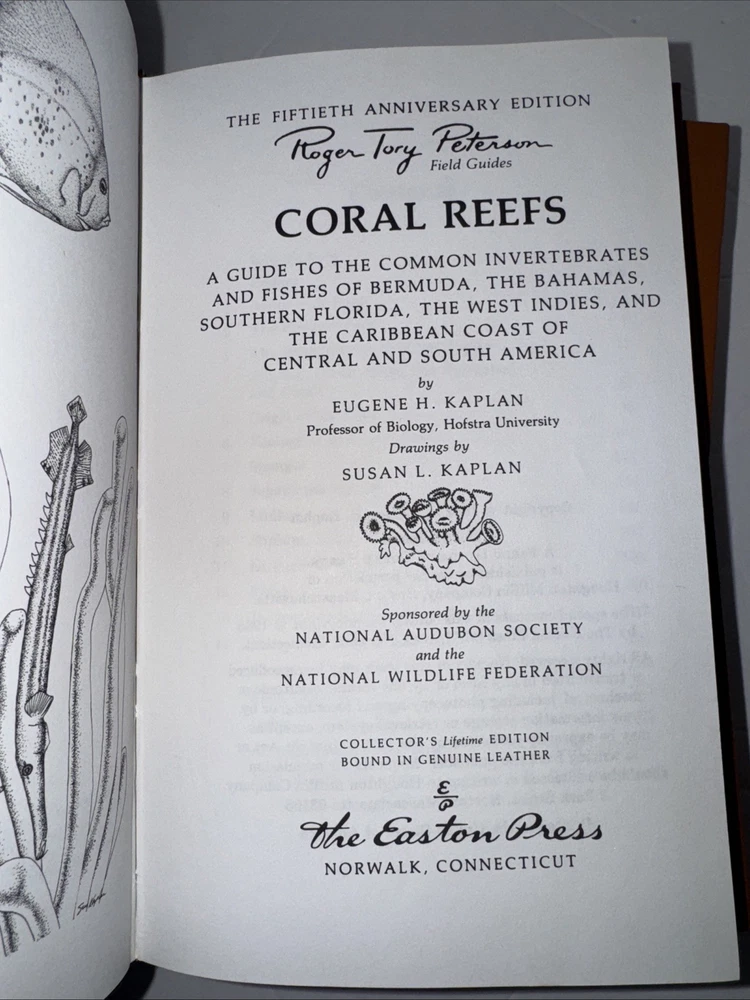 THE FIFTIETH ANNIVERSARY EDITION
Roger Tory Peterson
Field Guides
CORAL REEFS
A GUIDE TO THE COMMON INVERTEBRATES
AND FISHES OF BERMUDA, THE BAHAMAS,
SOUTHERN FLORIDA, THE WEST INDIES, AND
THE CARIBBEAN COAST OF
CENTRAL AND SOUTH AMERICA
by
EUGENE H. KAPLAN
Professor of Biology, Hofstra University
Drawings by
SUSAN L. KAPLAN
Sponsored by the
NATIONAL AUDUBON SOCIETY
and the
NATIONAL WILDLIFE FEDERATION
COLLECTOR'S Lifetime EDITION
BOUND IN GENUINE LEATHER
E
P
The Easton Press
NORWALK, CONNECTICUT